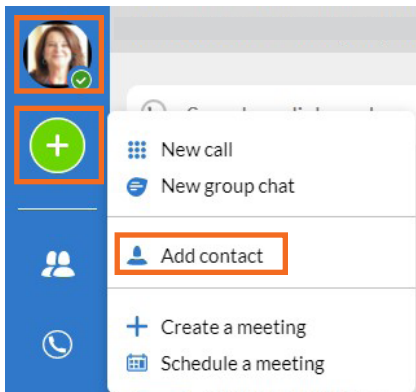 New call
New group chat
Add contact
Create a meeting
Schedule a meeting